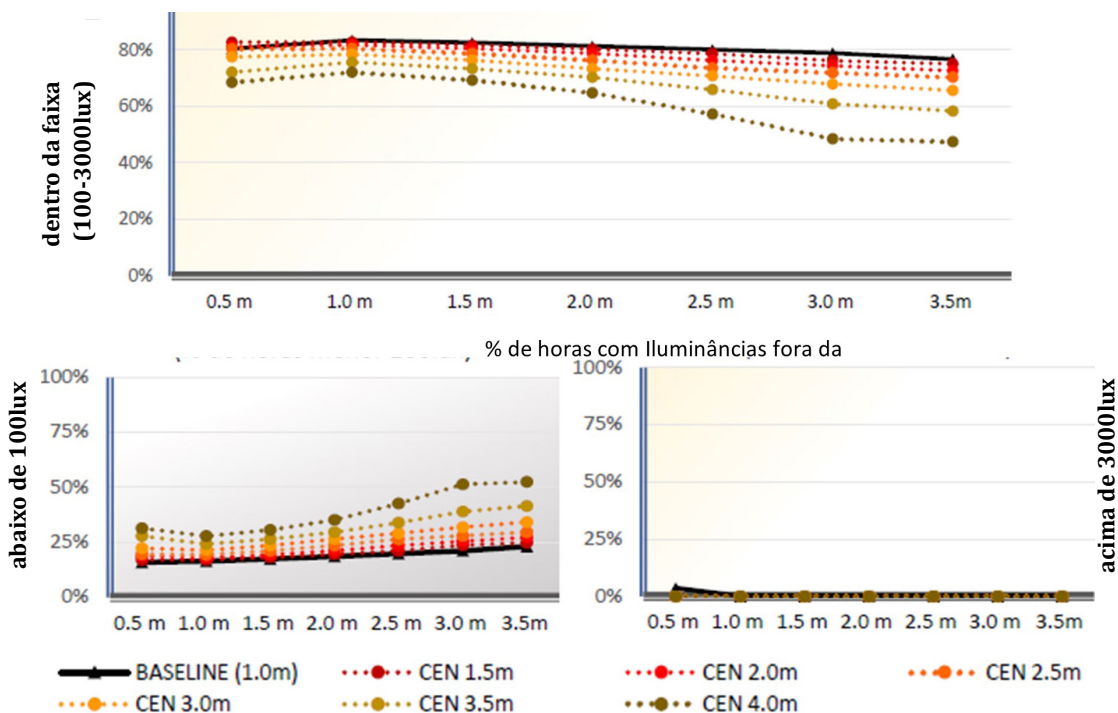 dentro da faixa
(100-3000lux)
80%
60%
40%
20%
0%
0.5 m 1.0 m 1.5 m 2.0 m 2.5 m 3.0 m 3.5m
% de horas com Iluminâncias fora da
abaixo de 100lux
100%
75%
50%
25%
0%
0.5 m 1.0 m 1.5 m 2.0 m 2.5 m 3.0 m 3.5m
100%
75%
50%
25%
0%
0.5 m 1.0 m 1.5 m 2.0 m 2.5 m 3.0 m 3.5m
acima de 3000lux
BASELINE (1.0m) CEN 1.5m CEN 2.0m CEN 2.5m
CEN 3.0m CEN 3.5m CEN 4.0m